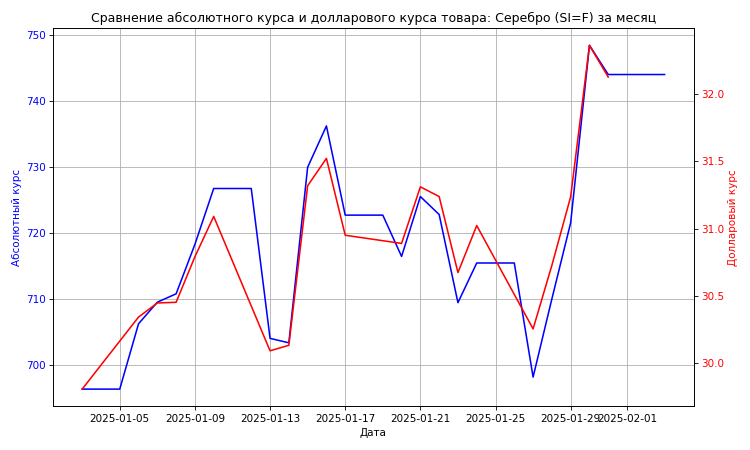 Сравнение абсолютного курса и долларового курса товара: Серебро (SI=F) за месяц
Абсолютный курс
750
740
730
720
710
700
32.0
31.5
31.0
30.5
30.0
Долларовый курс
2025-01-05 2025-01-09 2025-01-13 2025-01-17 2025-01-21 2025-01-25 2025-01-29 2025-02-01
Дата